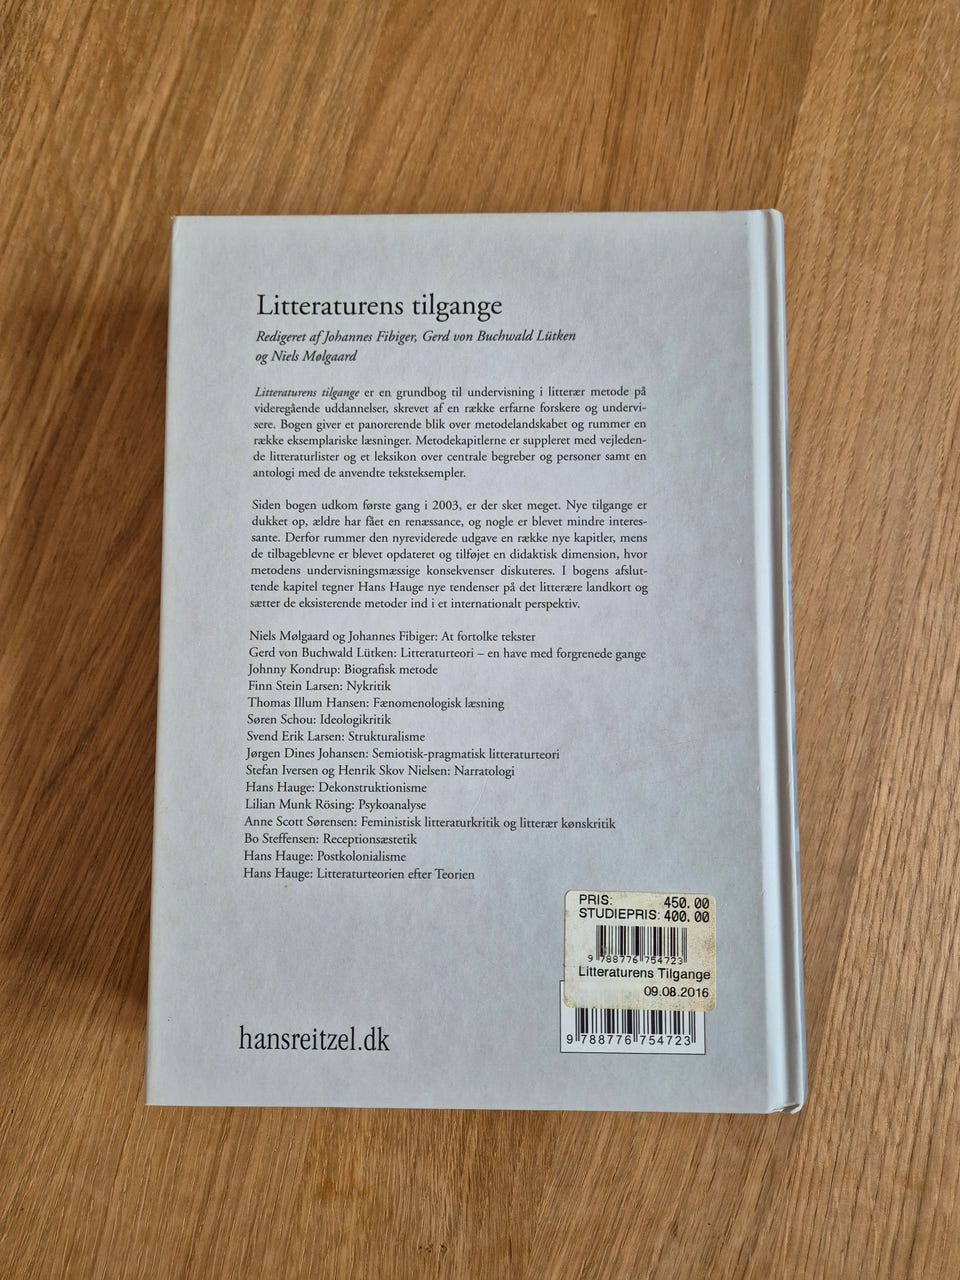 Litteraturens tilgange
Redigeret af Johannes Fibiger, Gerd von Buchwald Lütken
og Niels Mølgaard
Litteraturens tilgange er en grundbog til undervisning i litterær metode på
videregående uddannelser, skrevet af en række erfarne forskere og undervi-
sere. Bogen giver et panorerende blik over metodelandskabet og rummer en
række eksemplariske læsninger. Metodekapitlerne er suppleret med vejleden-
de litteraturlister og et leksikon over centrale begreber og personer samt en
antologi med de anvendte teksteksempler.
Siden bogen udkom første gang i 2003, er der sket meget. Nye tilgange er
dukket op, ældre har fået en renæssance, og nogle er blevet mindre interes-
sante. Derfor rummer den nyreviderede udgave en række nye kapitler, mens
de tilbageblevne er blevet opdateret og tilføjet en didaktisk dimension, hvor
metodens undervisningsmæssige konsekvenser diskuteres. I bogens afslut-
tende kapitel tegner Hans Hauge nye tendenser på det litterære landkort og
sætter de eksisterende metoder ind i et internationalt perspektiv.
Niels Mølgaard og Johannes Fibiger: At fortolke tekster
Gerd von Buchwald Lütken: Litteraturteori – en have med forgrenede gange
Johnny Kondrup: Biografisk metode
Finn Stein Larsen: Nykritik
Thomas Illum Hansen: Fænomenologisk læsning
Søren Schou: Ideologikritik
Svend Erik Larsen: Strukturalisme
Jørgen Dines Johansen: Semiotisk-pragmatisk litteraturteori
Stefan Iversen og Henrik Skov Nielsen: Narratologi
Hans Hauge: Dekonstruktionisme
Lilian Munk Rösing: Psykoanalyse
Anne Scott Sørensen: Feministisk litteraturkritik og litterær kønskritik
Bo Steffensen: Receptionsæstetik
Hans Hauge: Postkolonialisme
Hans Hauge: Litteraturteorien efter Teorien
PRIS: 450.00
STUDIEPRIS: 400.00
9 788776 754723
Litteraturens Tilgange
09.08.2016
hansreitzel.dk
9 788776 754723